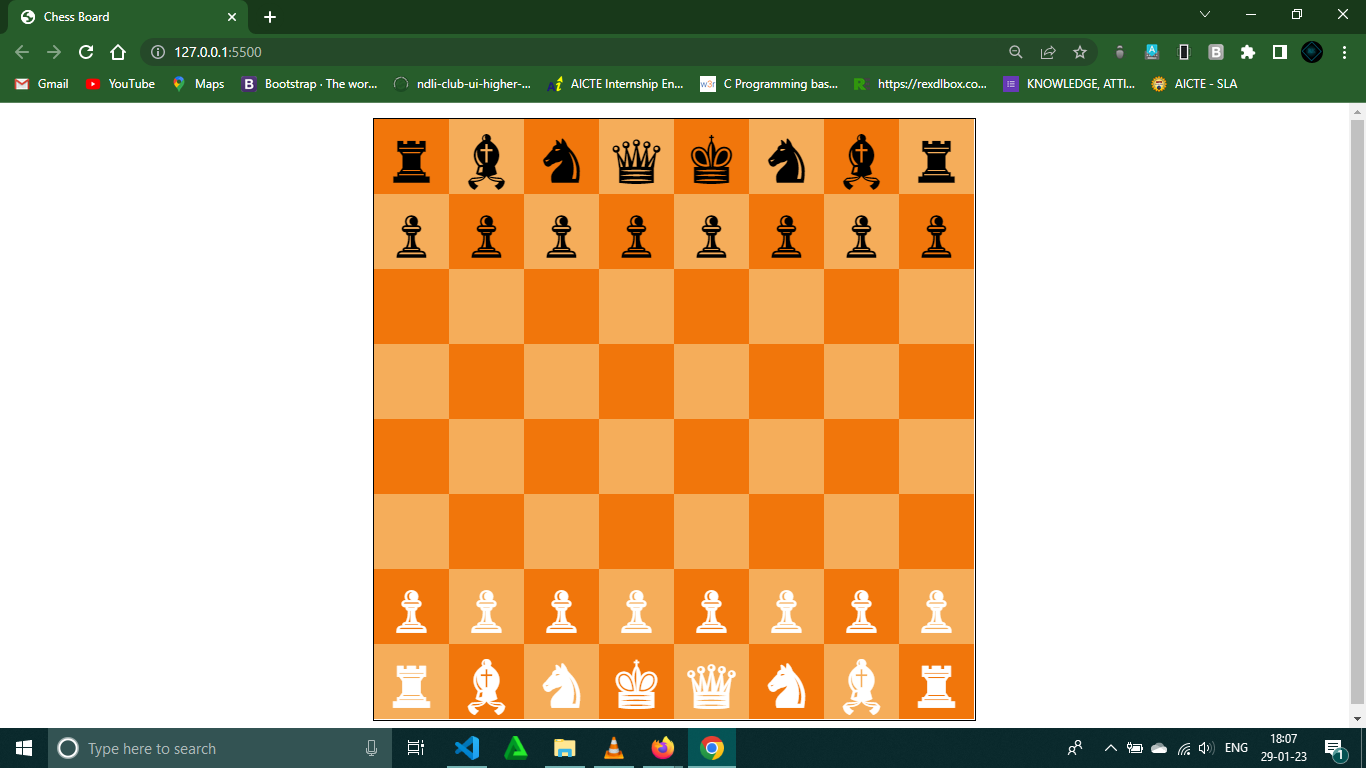 Chess Board
127.0.0.1:5500
Gmail YouTube Maps Bootstrap · The wor... ndli-club-ui-higher-... AICTE Internship En... C Programming bas... https://rexdlbox.co... KNOWLEDGE, ATTI... AICTE - SLA
Type here to search
ENG
18:07
29-01-23
1